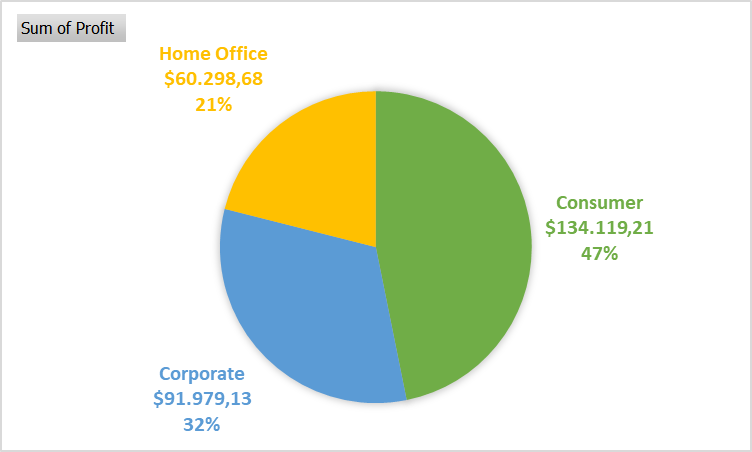 Sum of Profit
Home Office
$60.298,68
21%
Consumer
$134.119,21
47%
Corporate
$91.979,13
32%